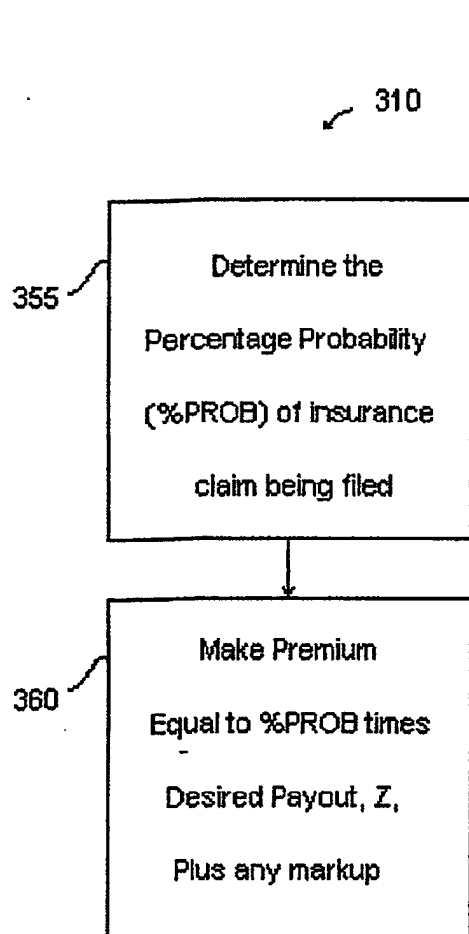 310
355
Determine the
Percentage Probability
(%PROB) of insurance
claim being filed
360
Make Premium
Equal to %PROB times
Desired Payout, Z,
Plus any markup